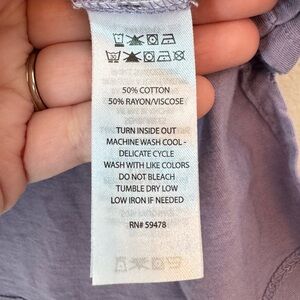 50% COTTON
50% RAYON/VISCOSE
TURN INSIDE OUT
MACHINE WASH COOL -
DELICATE CYCLE
WASH WITH LIKE COLORS
DO NOT BLEACH
TUMBLE DRY LOW
LOW IRON IF NEEDED
RN# 59478